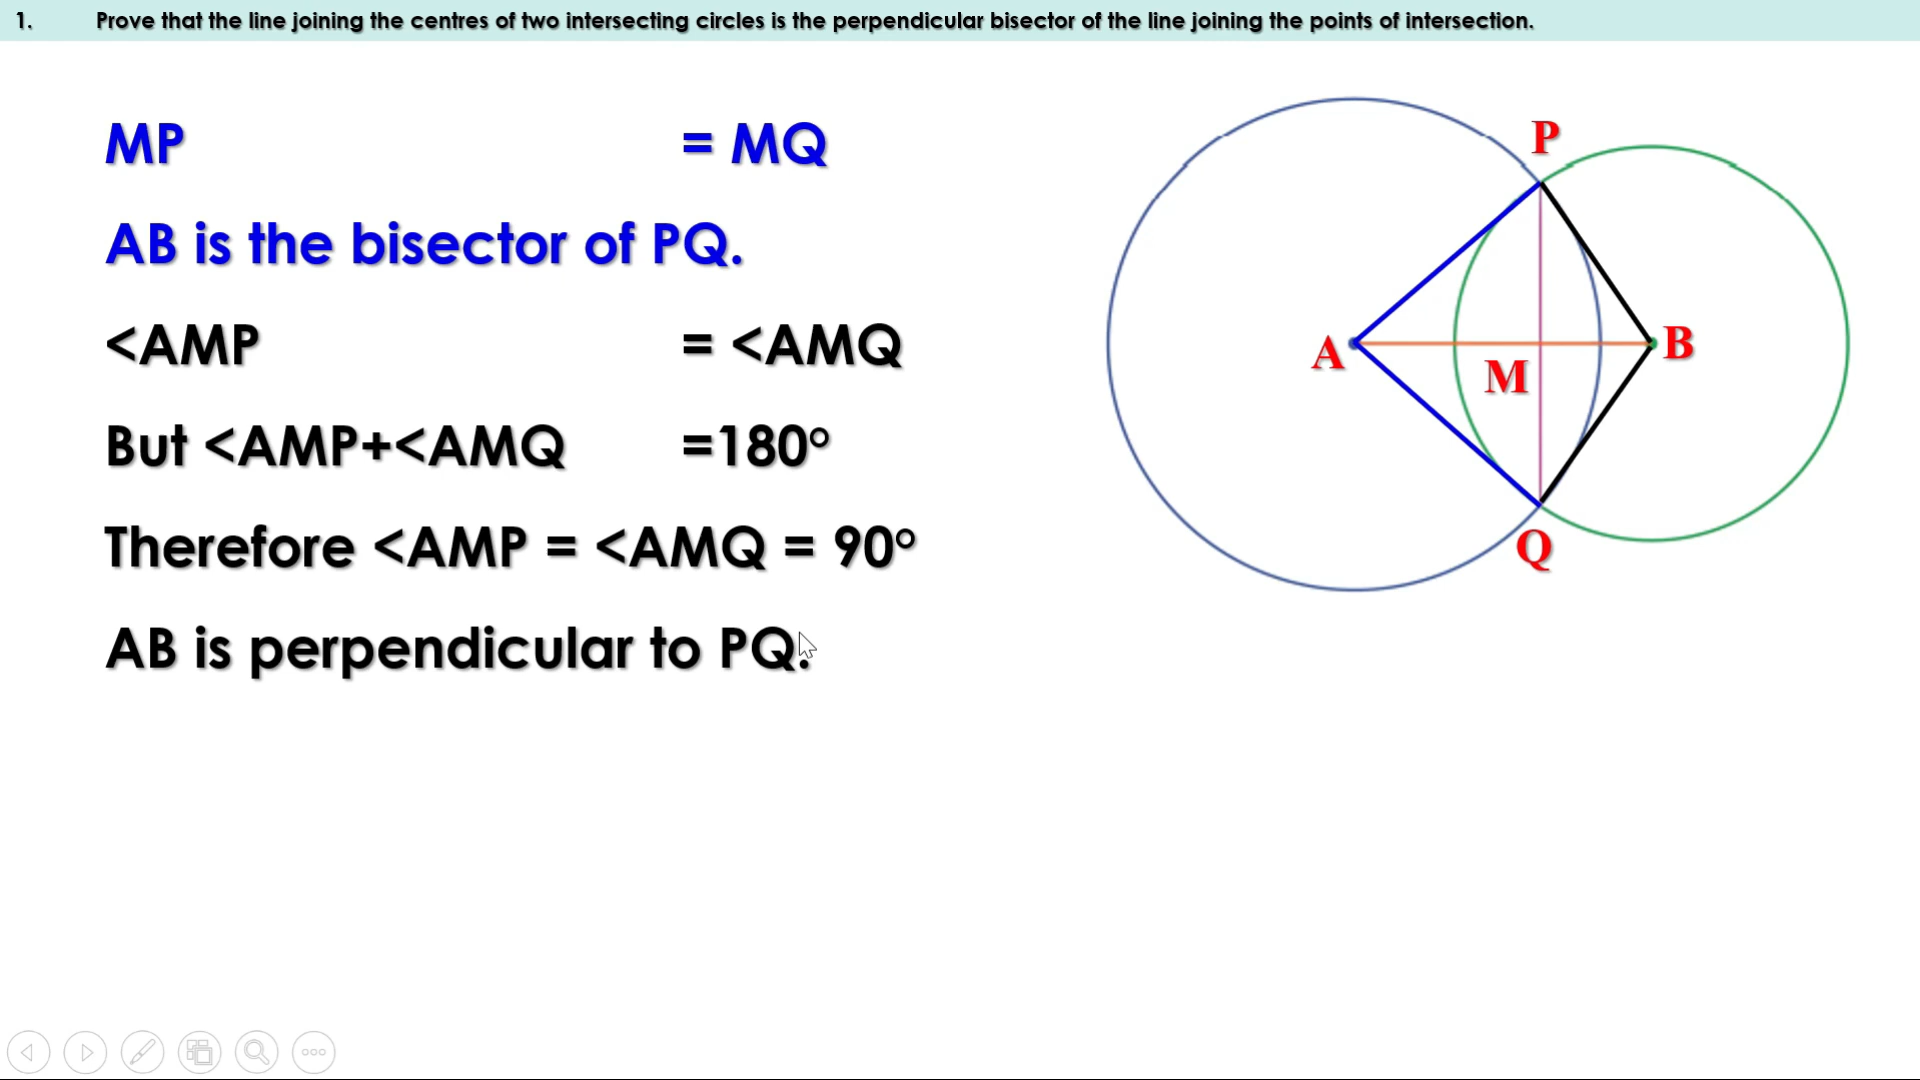 1. Prove that the line joining the centres of two intersecting circles is the perpendicular bisector of the line joining the points of intersection.
MP = MQ
AB is the bisector of PQ.
<AMP = <AMQ
But <AMP+<AMQ =180°
Therefore <AMP = <AMQ = 90°
AB is perpendicular to PQ.
P
A
B
M
Q